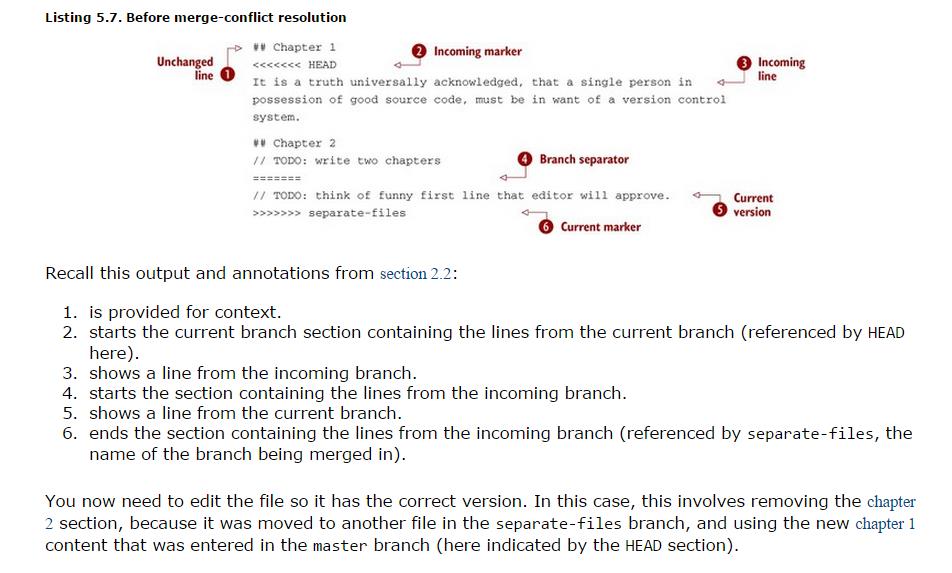 Listing 5.7. Before merge-conflict resolution
Unchanged line 1
## Chapter 1
2 Incoming marker
<<<<<<< HEAD
3 Incoming line
It is a truth universally acknowledged, that a single person in
possession of good source code, must be in want of a version control
system.
## Chapter 2
// TODO: write two chapters
4 Branch separator
=======
// TODO: think of funny first line that editor will approve.
5 Current version
>>>>>>> separate-files
6 Current marker
Recall this output and annotations from section 2.2:
1. is provided for context.
2. starts the current branch section containing the lines from the current branch (referenced by HEAD
here).
3. shows a line from the incoming branch.
4. starts the section containing the lines from the incoming branch.
5. shows a line from the current branch.
6. ends the section containing the lines from the incoming branch (referenced by separate-files, the
name of the branch being merged in).
You now need to edit the file so it has the correct version. In this case, this involves removing the chapter
2 section, because it was moved to another file in the separate-files branch, and using the new chapter 1
content that was entered in the master branch (here indicated by the HEAD section).